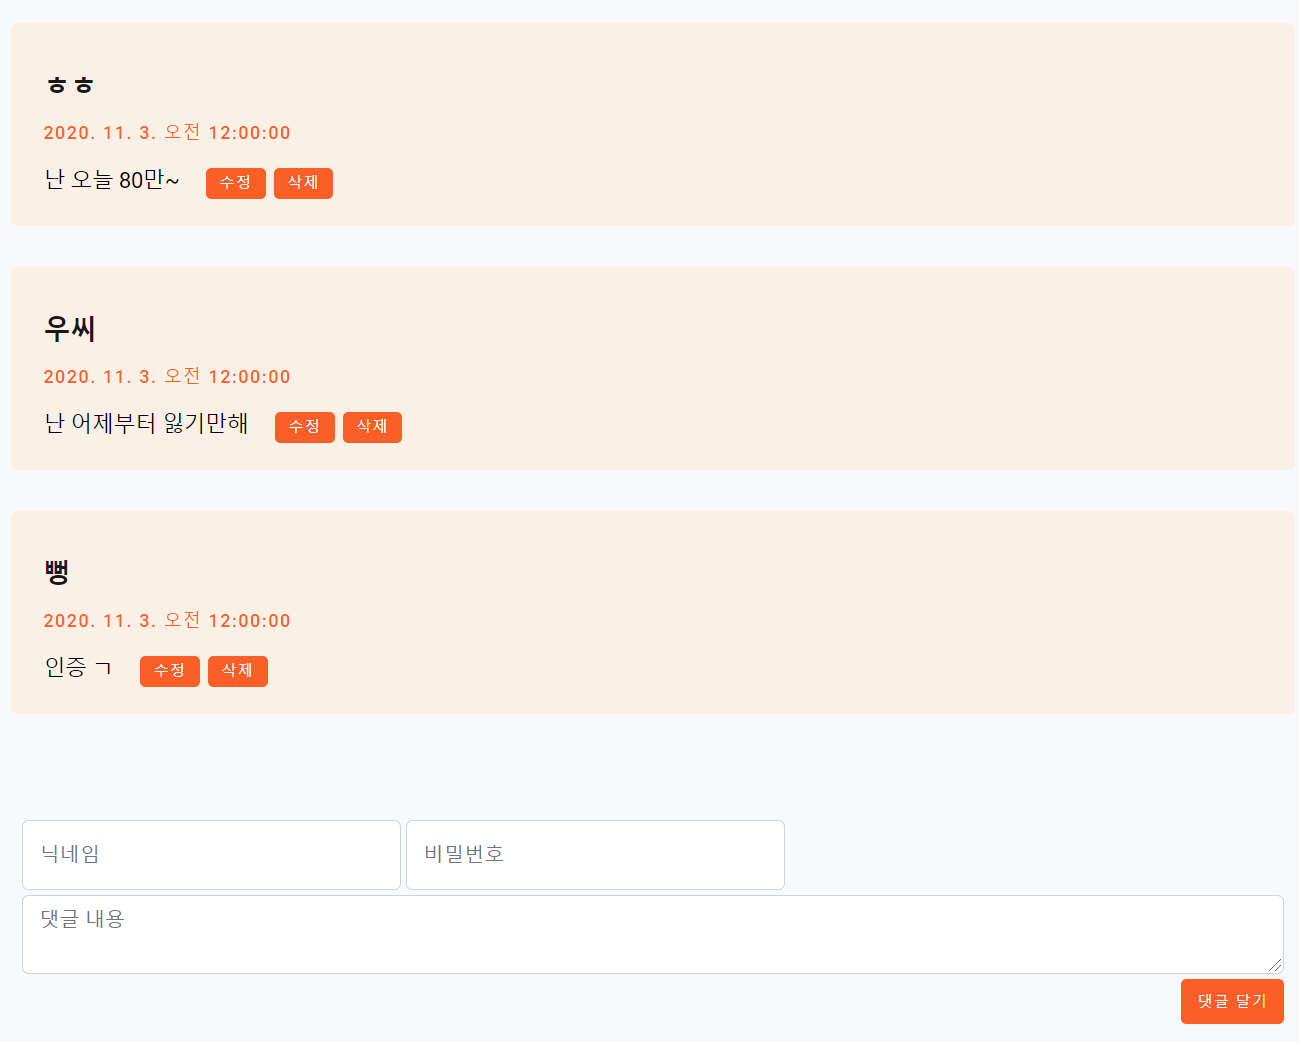 ㅎㅎ
2020. 11. 3. 오전 12:00:00
난 오늘 80만~ 수정 삭제
우씨
2020. 11. 3. 오전 12:00:00
난 어제부터 잃기만해 수정 삭제
뻥
2020. 11. 3. 오전 12:00:00
인증 ㄱ 수정 삭제
닉네임 비밀번호
댓글 내용
댓글 달기